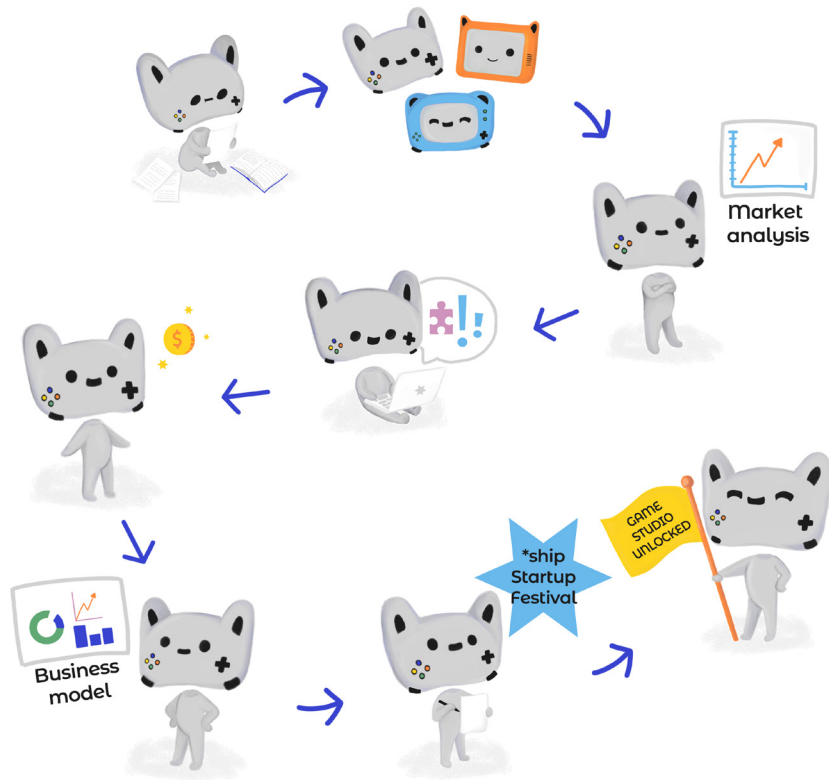 Market
analysis
$
GAME
STUDIO
UNLOCKED
*ship
Startup
Festival
Business
model